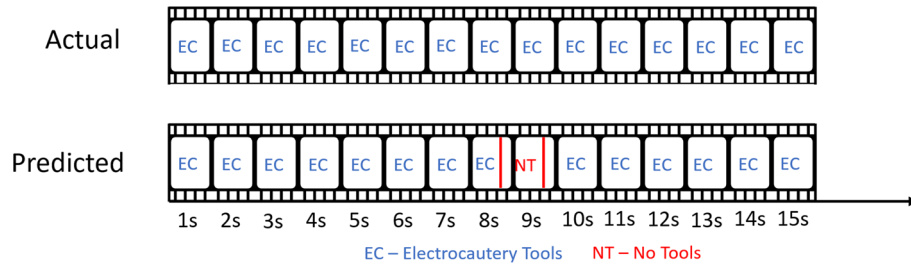 Actual EC EC EC EC EC EC EC EC EC EC EC EC EC EC EC
Predicted EC EC EC EC EC EC EC EC NT EC EC EC EC EC EC
1s 2s 3s 4s 5s 6s 7s 8s 9s 10s 11s 12s 13s 14s 15s
EC – Electrocautery Tools NT – No Tools